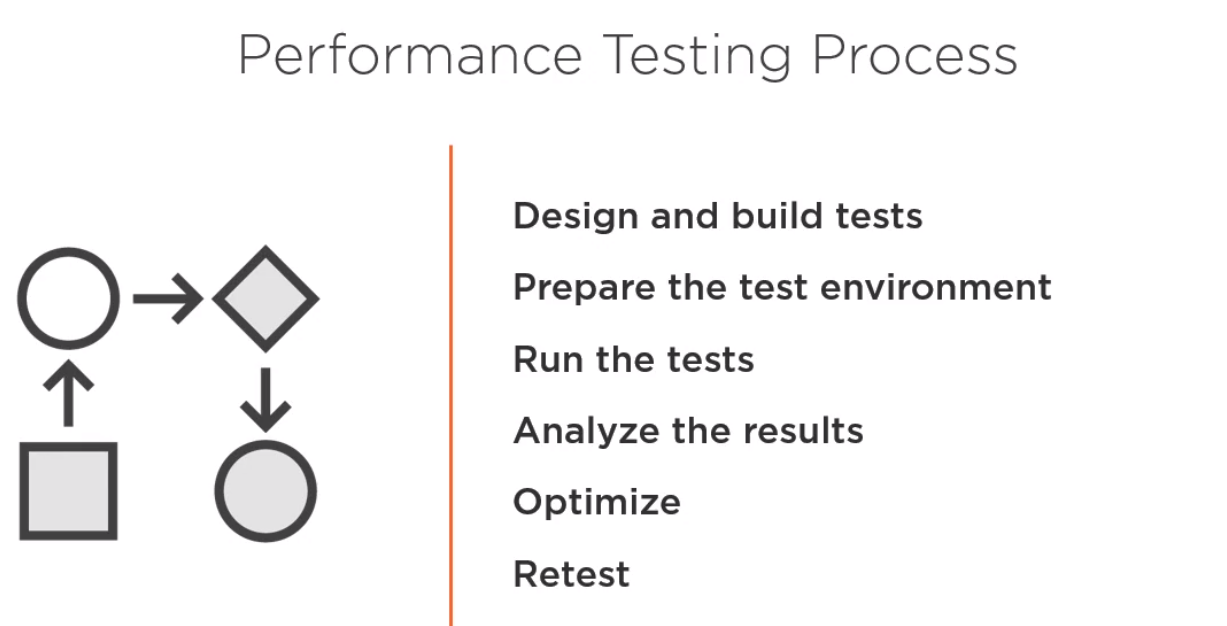 Performance Testing Process
Design and build tests
Prepare the test environment
Run the tests
Analyze the results
Optimize
Retest